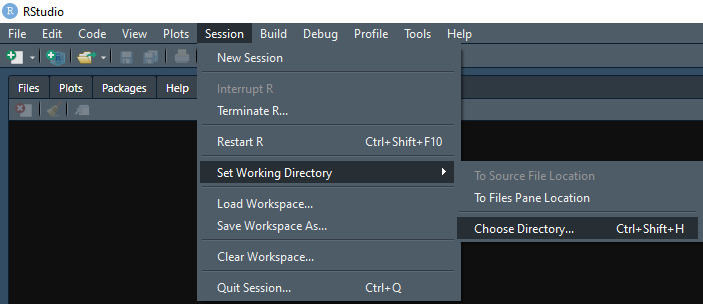 RStudio
File Edit Code View Plots Session Build Debug Profile Tools Help
New Session
Files Plots Packages Help
Interrupt R
Terminate R...
Restart R Ctrl+Shift+F10
Set Working Directory
To Source File Location
To Files Pane Location
Load Workspace...
Save Workspace As...
Choose Directory... Ctrl+Shift+H
Clear Workspace...
Quit Session... Ctrl+Q